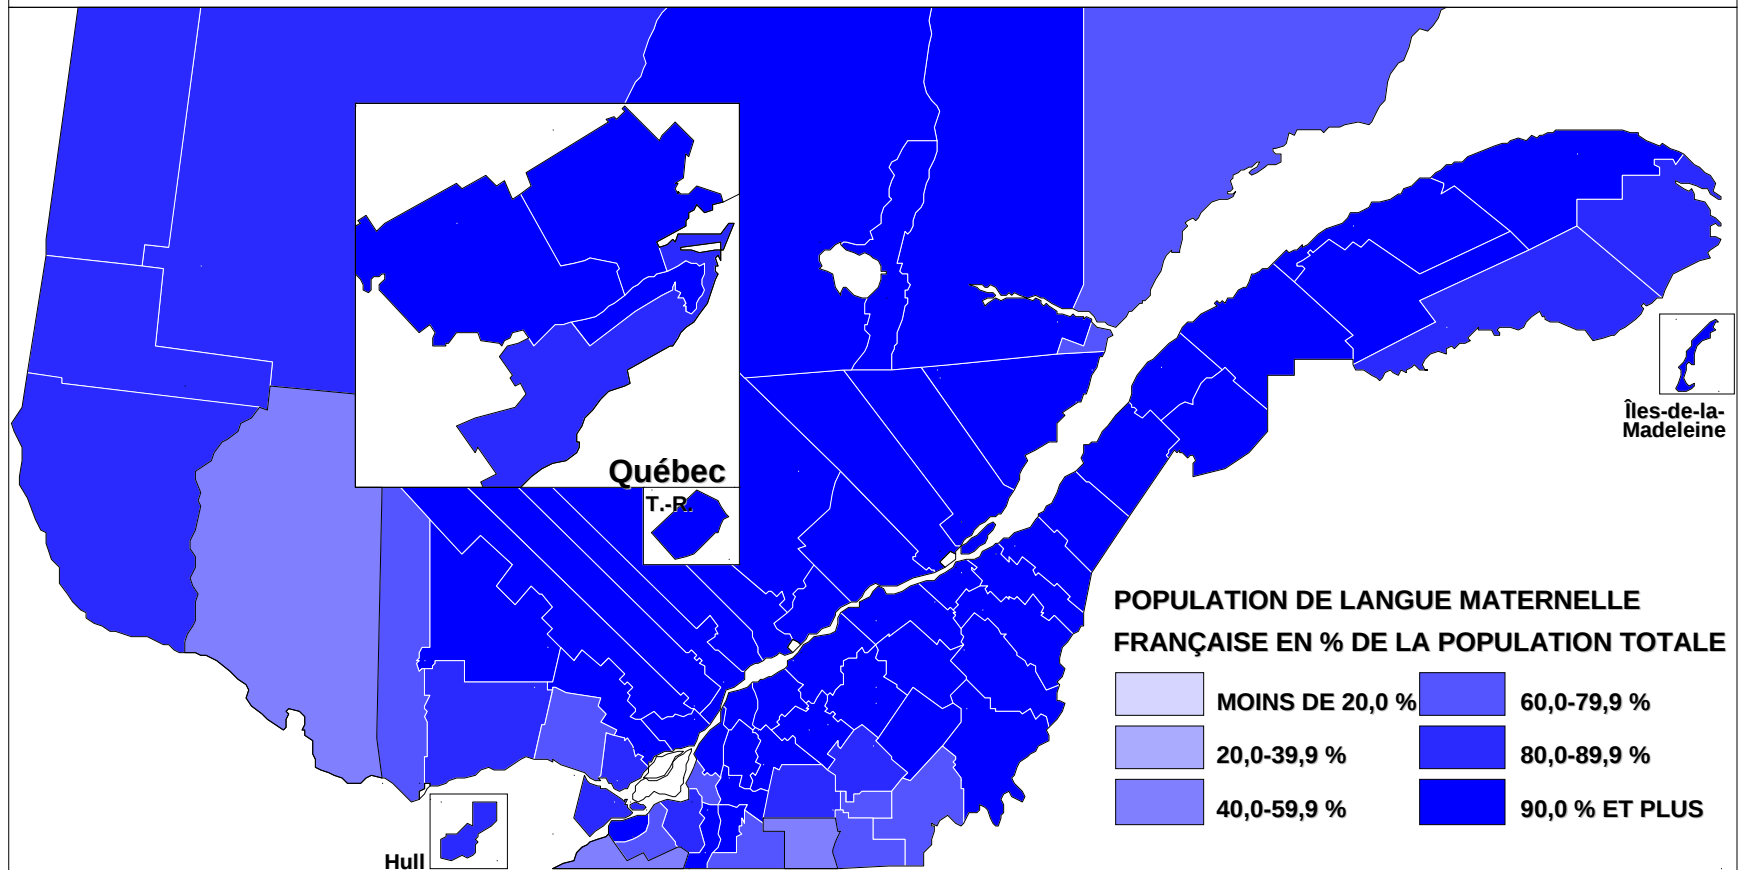 Québec
T.-R.
Îles-de-la-
Madeleine
POPULATION DE LANGUE MATERNELLE
FRANÇAISE EN % DE LA POPULATION TOTALE
MOINS DE 20,0 %
60,0-79,9 %
20,0-39,9 %
80,0-89,9 %
40,0-59,9 %
90,0 % ET PLUS
Hull